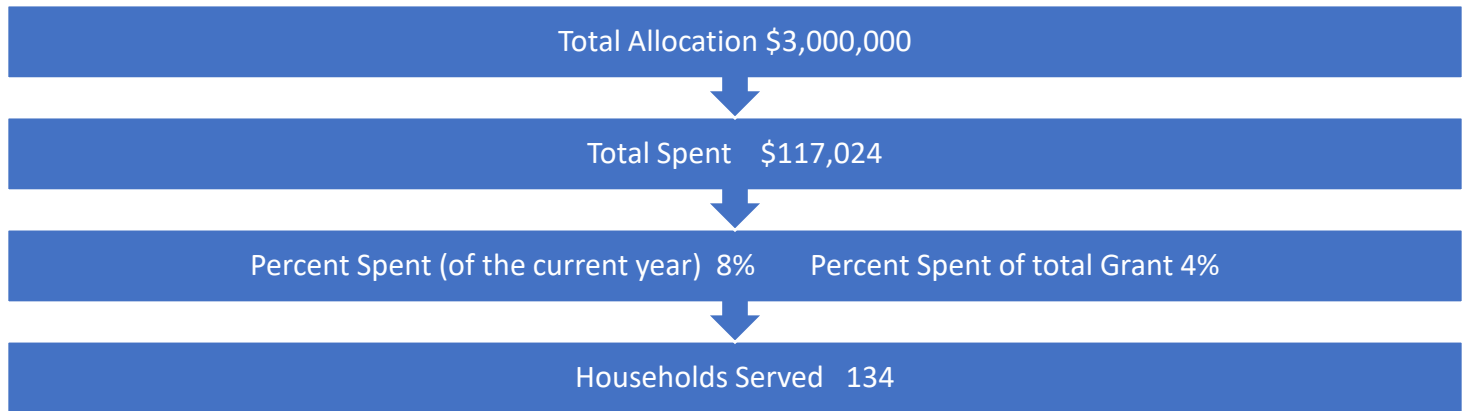 Total Allocation $3,000,000
Total Spent $117,024
Percent Spent (of the current year) 8% Percent Spent of total Grant 4%
Households Served 134